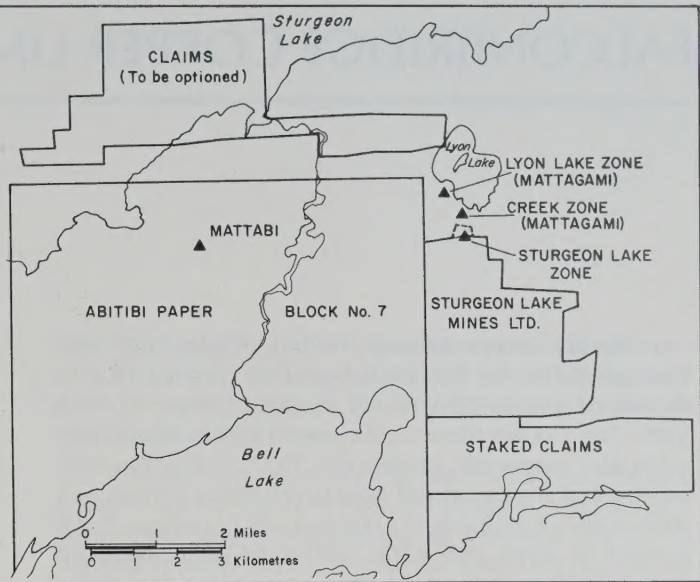 Sturgeon
Lake
CLAIMS
(To be optioned)
Lyon
Lake
LYON LAKE ZONE
(MATTAGAMI)
CREEK ZONE
(MATTAGAMI)
MATTABI
STURGEON LAKE
ZONE
ABITIBI PAPER
BLOCK No. 7
STURGEON LAKE
MINES LTD.
STAKED CLAIMS
Bell
Lake
0 1 2 Miles
0 1 2 3 Kilometres